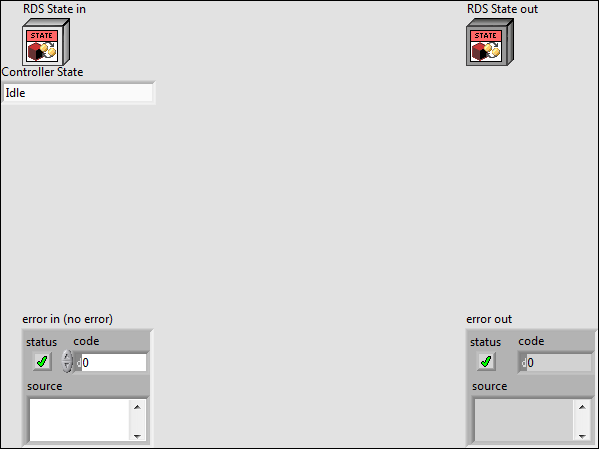 RDS State in
RDS State out
STATE
STATE
Controller State
Idle
error in (no error)
error out
status
code
status
code
d
0
d
0
source
source